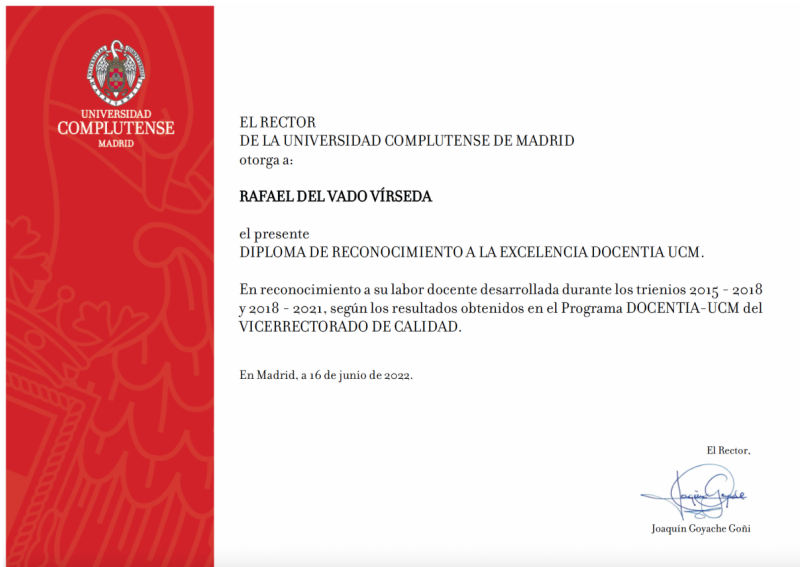 UNIVERSIDAD
COMPLUTENSE
MADRID
EL RECTOR
DE LA UNIVERSIDAD COMPLUTENSE DE MADRID
otorga a:
RAFAEL DEL VADO VÍRSEDA
el presente
DIPLOMA DE RECONOCIMIENTO A LA EXCELENCIA DOCENTIA UCM.
En reconocimiento a su labor docente desarrollada durante los trienios 2015 - 2018
y 2018 - 2021, según los resultados obtenidos en el Programa DOCENTIA-UCM del
VICERRECTORADO DE CALIDAD.
En Madrid, a 16 de junio de 2022.
El Rector,
Joaquín Goyache Goñi